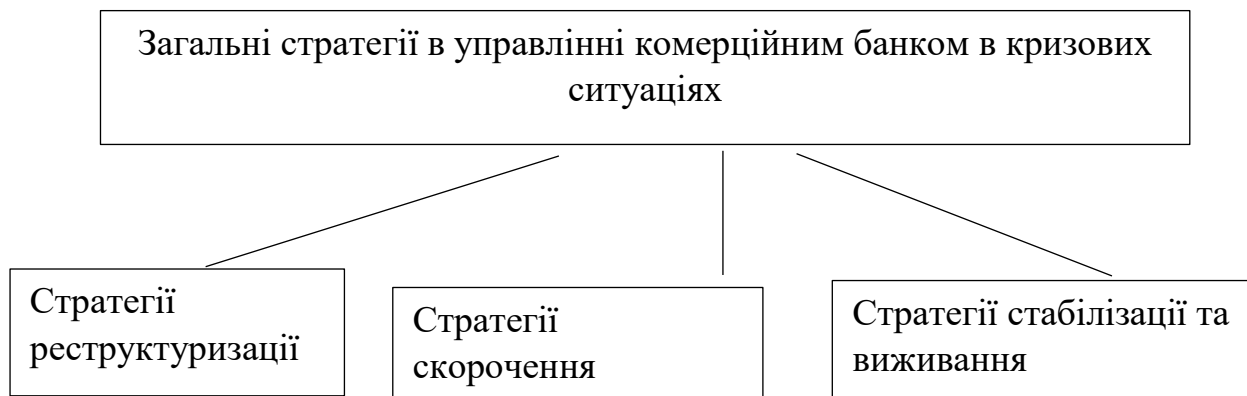 Загальні стратегії в управлінні комерційним банком в кризових
ситуаціях
Стратегії
реструктуризації
Стратегії
скорочення
Стратегії стабілізації та
виживання